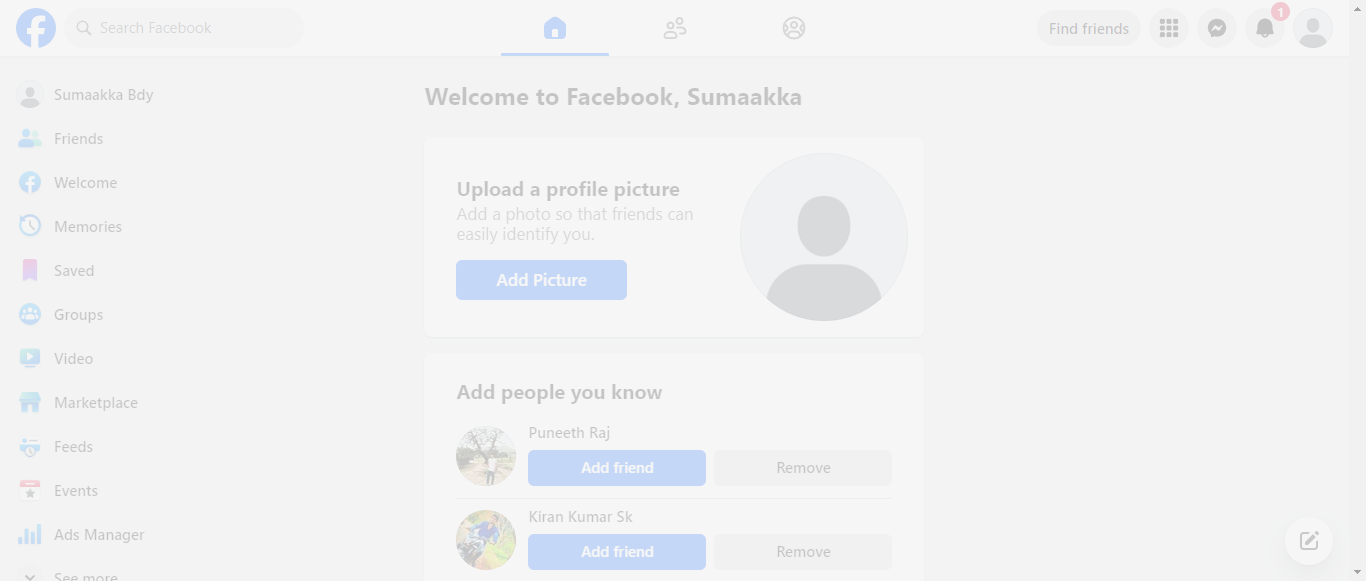 Search Facebook
Find friends
1
Sumaakka Bdy
Friends
Welcome
Memories
Saved
Groups
Video
Marketplace
Feeds
Events
Ads Manager
See more
Welcome to Facebook, Sumaakka
Upload a profile picture
Add a photo so that friends can
easily identify you.
Add Picture
Add people you know
Puneeth Raj
Add friend Remove
Kiran Kumar Sk
Add friend Remove